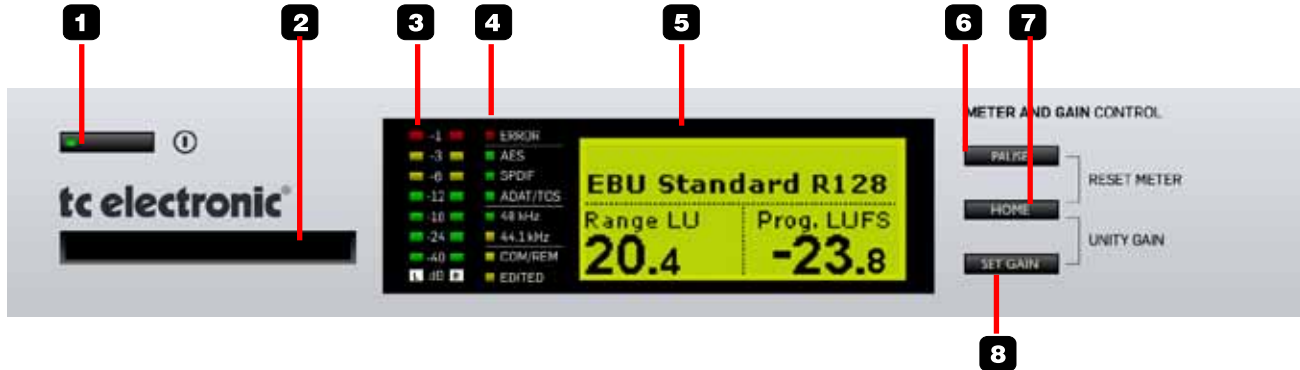 1
2
3
4
5
6
7
8
METER AND GAIN CONTROL
tc electronic®
-1
-3
-6
-12
-18
-24
-40
L dB R
ERROR
AES
SPDIF
ADAT/TOS
48 kHz
44.1 kHz
COM/REM
EDITED
EBU Standard R128
Range LU
Prog. LUFS
20.4
-23.8
PAUSE
HOME
SET GAIN
RESET METER
UNITY GAIN